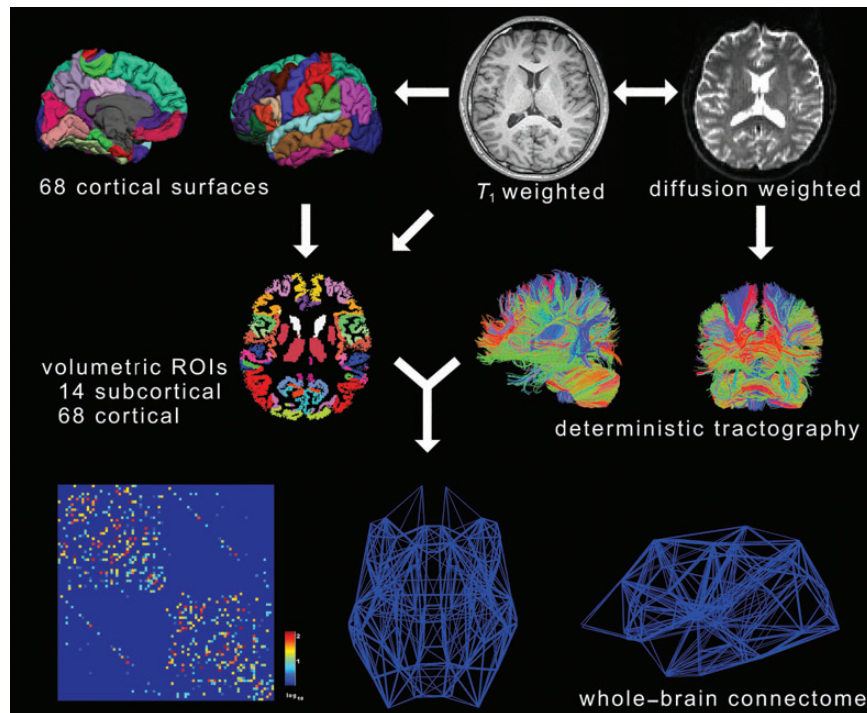 68 cortical surfaces
T1 weighted
diffusion weighted
volumetric ROIs
14 subcortical
68 cortical
deterministic tractography
2
1
log10
whole-brain connectome